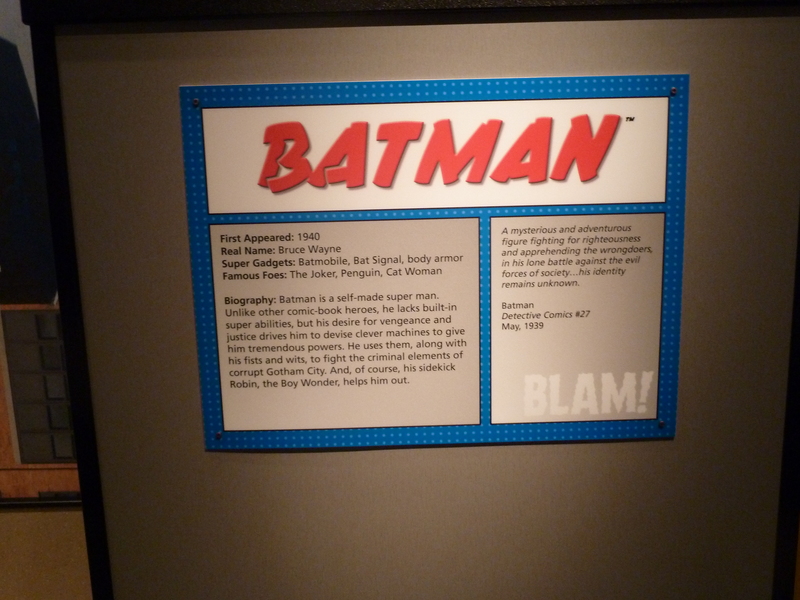 BATMAN™
First Appeared: 1940
Real Name: Bruce Wayne
Super Gadgets: Batmobile, Bat Signal, body armor
Famous Foes: The Joker, Penguin, Cat Woman
Biography: Batman is a self-made super man.
Unlike other comic-book heroes, he lacks built-in
super abilities, but his desire for vengeance and
justice drives him to devise clever machines to give
him tremendous powers. He uses them, along with
his fists and wits, to fight the criminal elements of
corrupt Gotham City. And, of course, his sidekick
Robin, the Boy Wonder, helps him out.
A mysterious and adventurous
figure fighting for righteousness
and apprehending the wrongdoers,
in his lone battle against the evil
forces of society...his identity
remains unknown.
Batman
Detective Comics #27
May, 1939
BLAM!